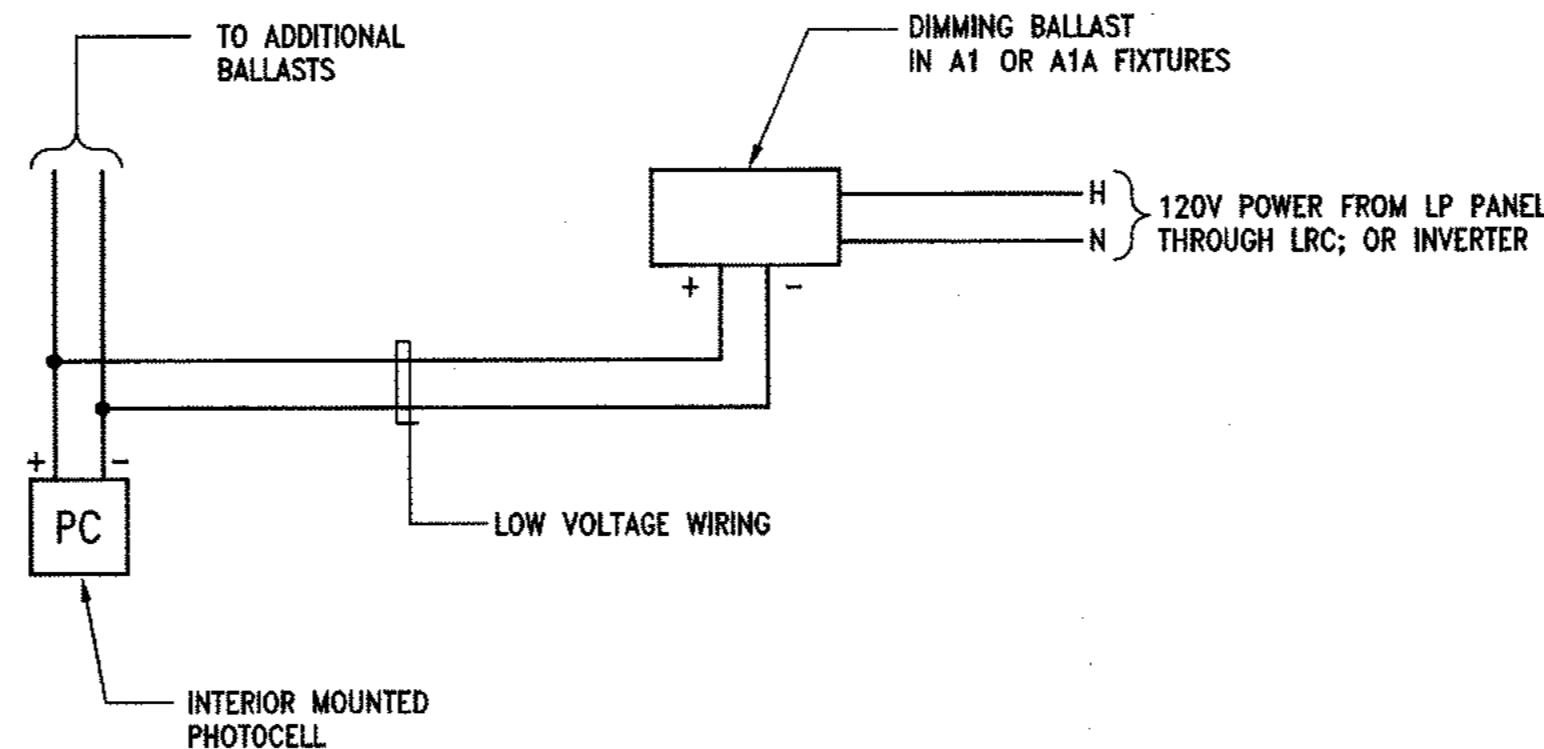 TO ADDITIONAL
BALLASTS
DIMMING BALLAST
IN A1 OR A1A FIXTURES
H
N
120V POWER FROM LP PANEL
THROUGH LRC; OR INVERTER
+ -
+ -
PC
LOW VOLTAGE WIRING
INTERIOR MOUNTED
PHOTOCELL